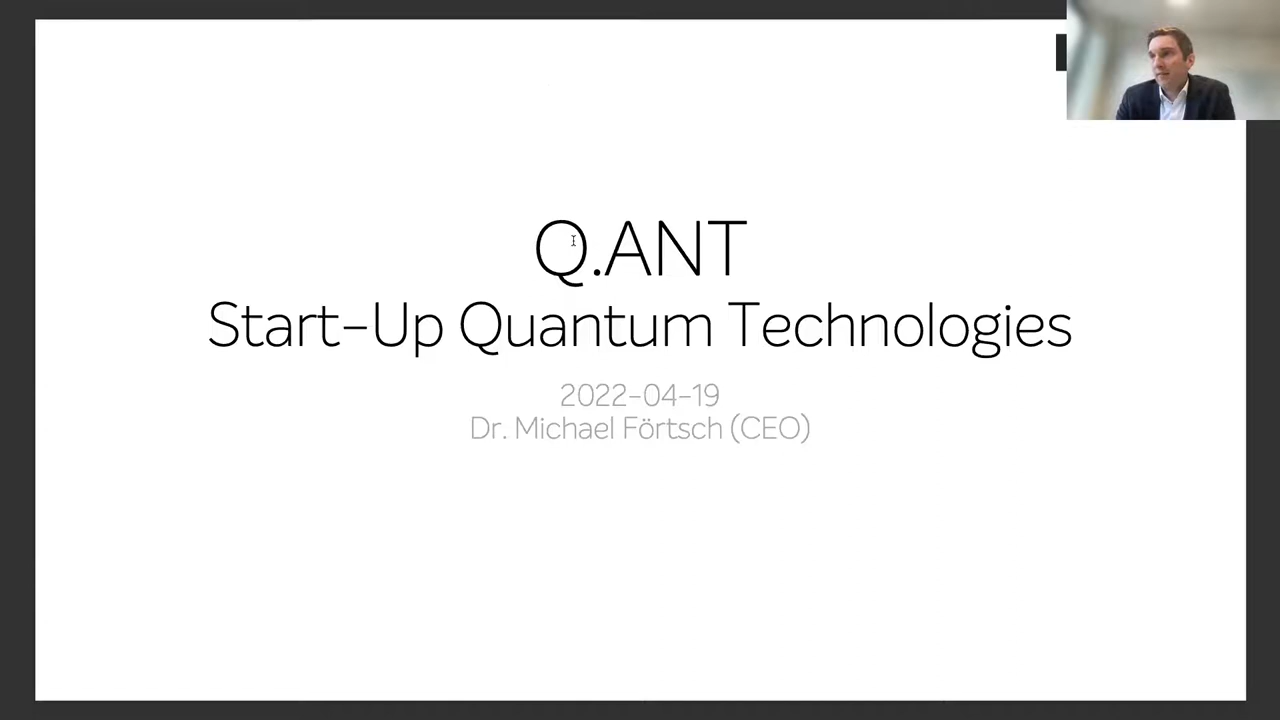 Q.ANT
Start-Up Quantum Technologies
2022-04-19
Dr. Michael Förtsch (CEO)